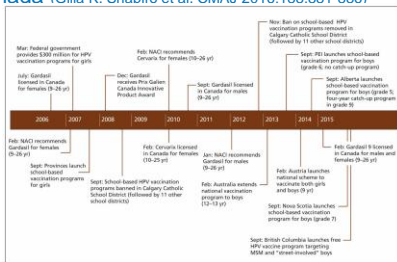 Mar: Federal government
provides $300 million for HPV
vaccination programs for girls
July: Gardasil
licensed in Canada
for females (9–26 yr)
Dec: Gardasil
receives Prix Galien
Canada Innovative
Product Award
Feb: NACI recommends
Cervarix for females (10–26 yr)
Sept: Gardasil licensed
in Canada for males
(9–26 yr)
Nov: Ban on school-based HPV
vaccination programs removed in
Calgary Catholic School District
(followed by 11 other school districts)
Sept: PEI launches school-based
vaccination program for boys
(grade 6, no catch-up program)
Sept: Alberta launches
school-based vaccination
program for boys (grade 5;
four-year catch-up program
in grade 9)
Feb: Gardasil 9 licensed
in Canada for males and
females (9–26 yr)
2006 2007 2008 2009 2010 2011 2012 2013 2014 2015
Feb: NACI recommends
Gardasil for females
(9–26 yr)
Sept: Provinces launch
school-based
vaccination programs
for girls
Sept: School-based HPV vaccination
programs banned in Calgary Catholic
School District (followed by 11 other
school districts)
Feb: Cervarix licensed
in Canada for females
(10–25 yr)
Jan: NACI recommends
Gardasil for males
(9–26 yr)
Feb: Australia extends
national vaccination
program to boys
(12–13 yr)
Feb: Austria launches
national scheme to
vaccinate both girls
and boys (9 yr)
Sept: Nova Scotia launches
school-based vaccination
program for boys (grade 7)
Sept: British Columbia launches free
HPV vaccine program targeting
MSM and "street-involved" boys